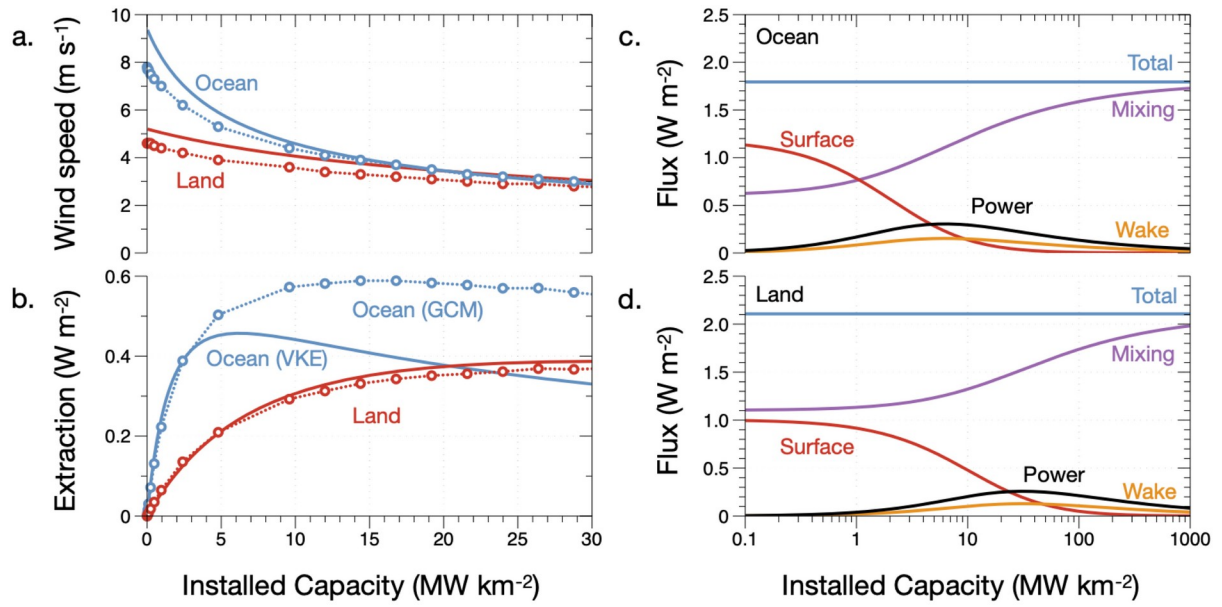 a.
Wind speed (m s-1)
10
8
6
4
2
0
Ocean
Land
b.
Extraction (W m-2)
0.6
0.4
0.2
0
Ocean (GCM)
Ocean (VKE)
Land
0
5
10
15
20
25
30
Installed Capacity (MW km-2)
c.
Flux (W m-2)
2.5
2.0
1.5
1.0
0.5
0
Ocean
Total
Mixing
Surface
Power
Wake
d.
Flux (W m-2)
2.5
2.0
1.5
1.0
0.5
0
Land
Total
Mixing
Surface
Power
Wake
0.1
1
10
100
1000
Installed Capacity (MW km-2)